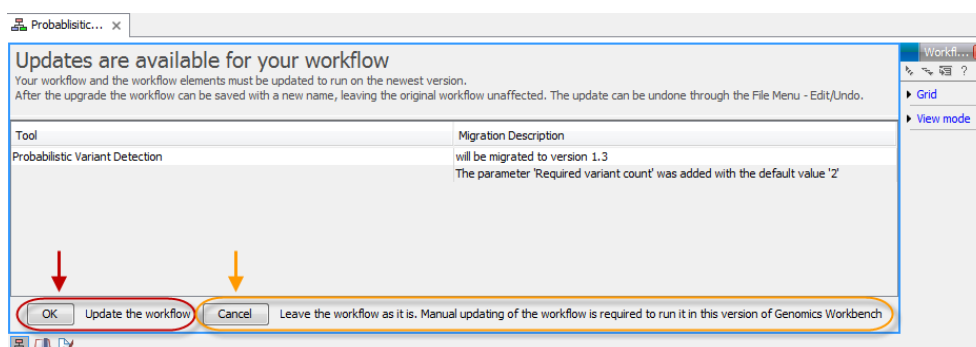 Probablisitic...
Updates are available for your workflow
Your workflow and the workflow elements must be updated to run on the newest version.
After the upgrade the workflow can be saved with a new name, leaving the original workflow unaffected. The update can be undone through the File Menu - Edit/Undo.
Tool Migration Description
Probabilistic Variant Detection will be migrated to version 1.3
The parameter 'Required variant count' was added with the default value '2'
OK Update the workflow Cancel Leave the workflow as it is. Manual updating of the workflow is required to run it in this version of Genomics Workbench
Workfl...
?
Grid
View mode